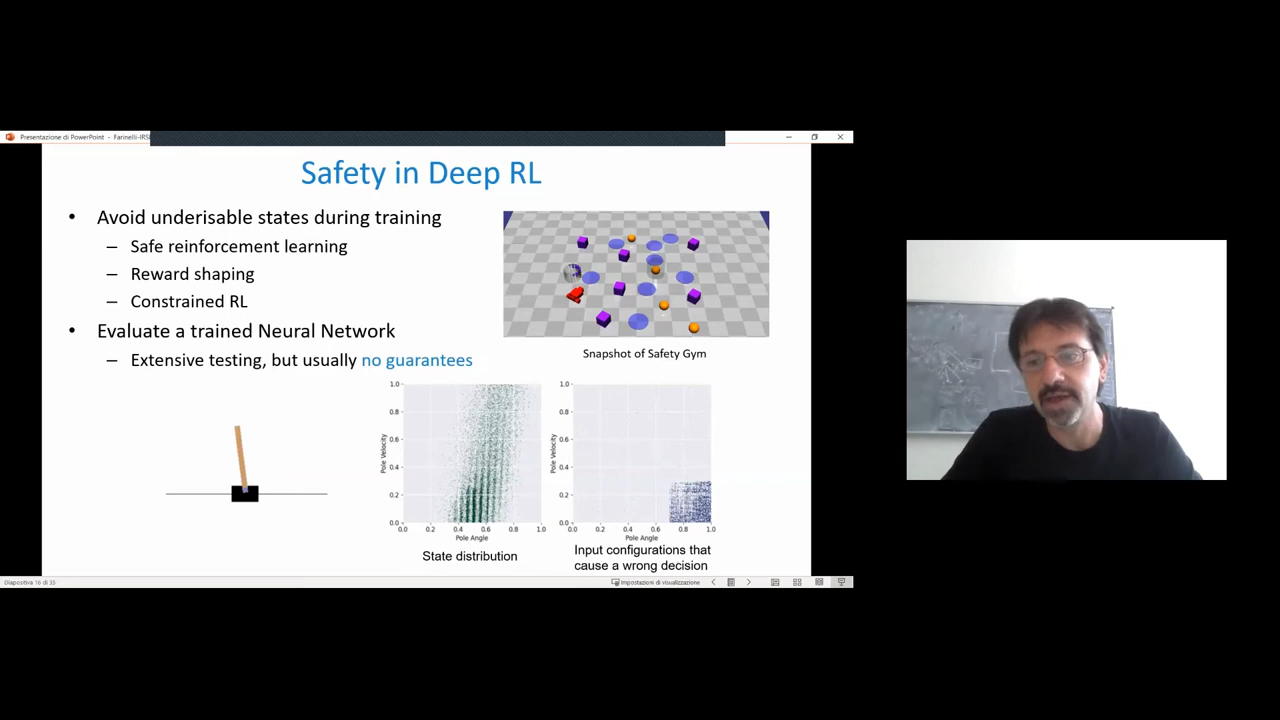 Presentazione di PowerPoint - Farinelli-IRSI
Safety in Deep RL
• Avoid underisable states during training
– Safe reinforcement learning
– Reward shaping
– Constrained RL
• Evaluate a trained Neural Network
– Extensive testing, but usually no guarantees
Snapshot of Safety Gym
1.0
0.8
0.6
0.4
0.2
0.0
Pole Velocity
0.0 0.2 0.4 0.6 0.8 1.0
Pole Angle
State distribution
1.0
0.8
0.6
0.4
0.2
0.0
Pole Velocity
0.0 0.2 0.4 0.6 0.8 1.0
Pole Angle
Input configurations that
cause a wrong decision
Diapositiva 16 di 35
Impostazioni di visualizzazione